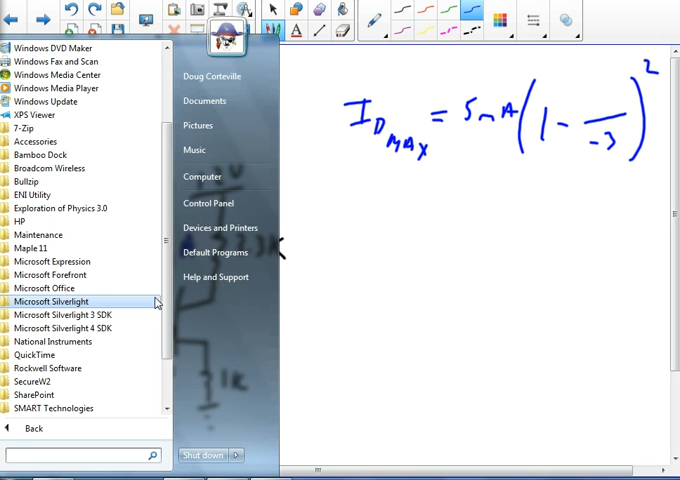 Windows DVD Maker
Windows Fax and Scan
Windows Media Center
Windows Media Player
Windows Update
XPS Viewer
7-Zip
Accessories
Bamboo Dock
Broadcom Wireless
Bullzip
ENI Utility
Exploration of Physics 3.0
HP
Maintenance
Maple 11
Microsoft Expression
Microsoft Forefront
Microsoft Office
Microsoft Silverlight
Microsoft Silverlight 3 SDK
Microsoft Silverlight 4 SDK
National Instruments
QuickTime
Rockwell Software
SecureW2
SharePoint
SMART Technologies
Back
Doug Corteville
Documents
Pictures
Music
Computer
Control Panel
Devices and Printers
Default Programs
Help and Support
Shut down
1K
I_DMAX = 5mA(1 - /-3)²
A